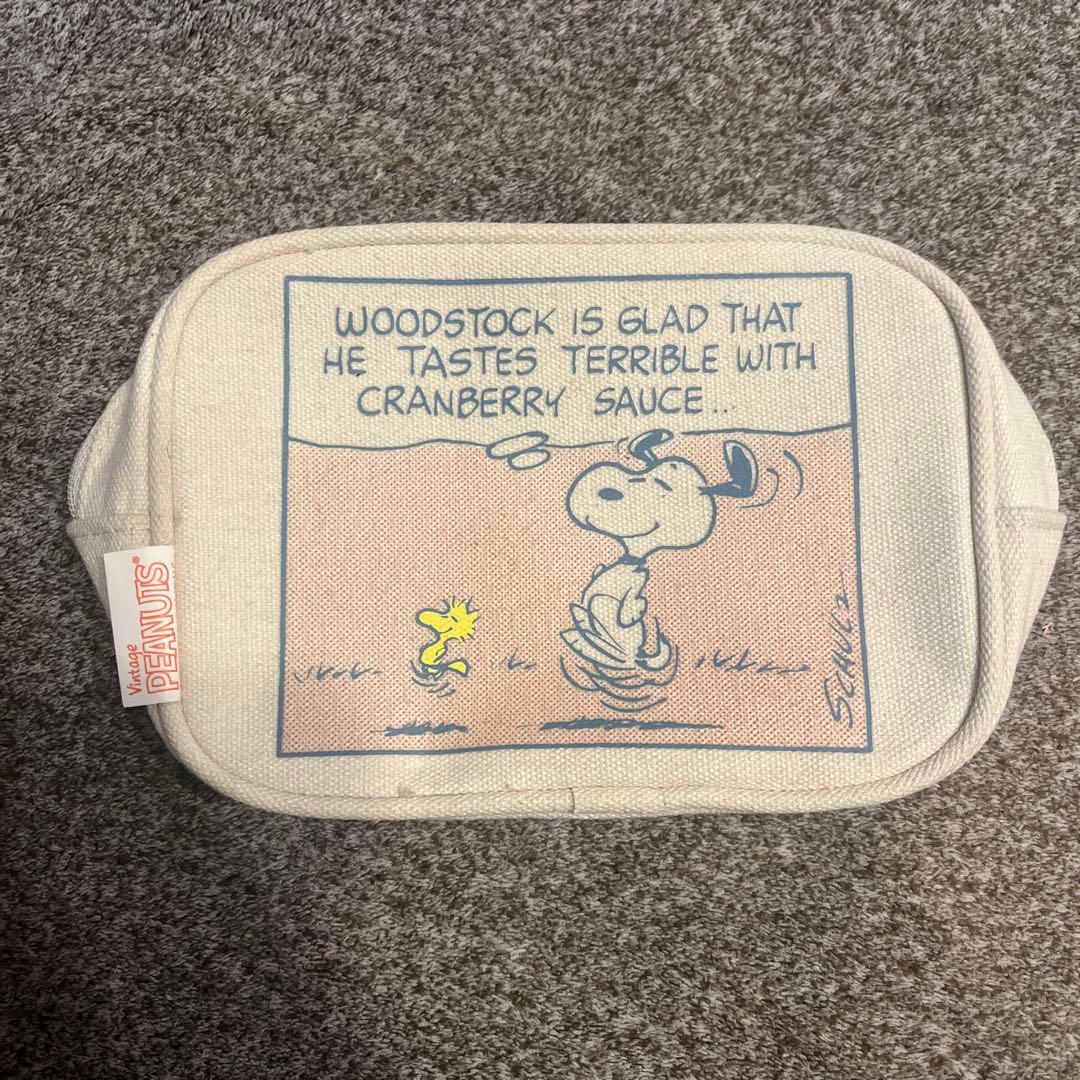 WOODSTOCK IS GLAD THAT
HE TASTES TERRIBLE WITH
CRANBERRY SAUCE...
SCHULZ
Vintage
PEANUTS®